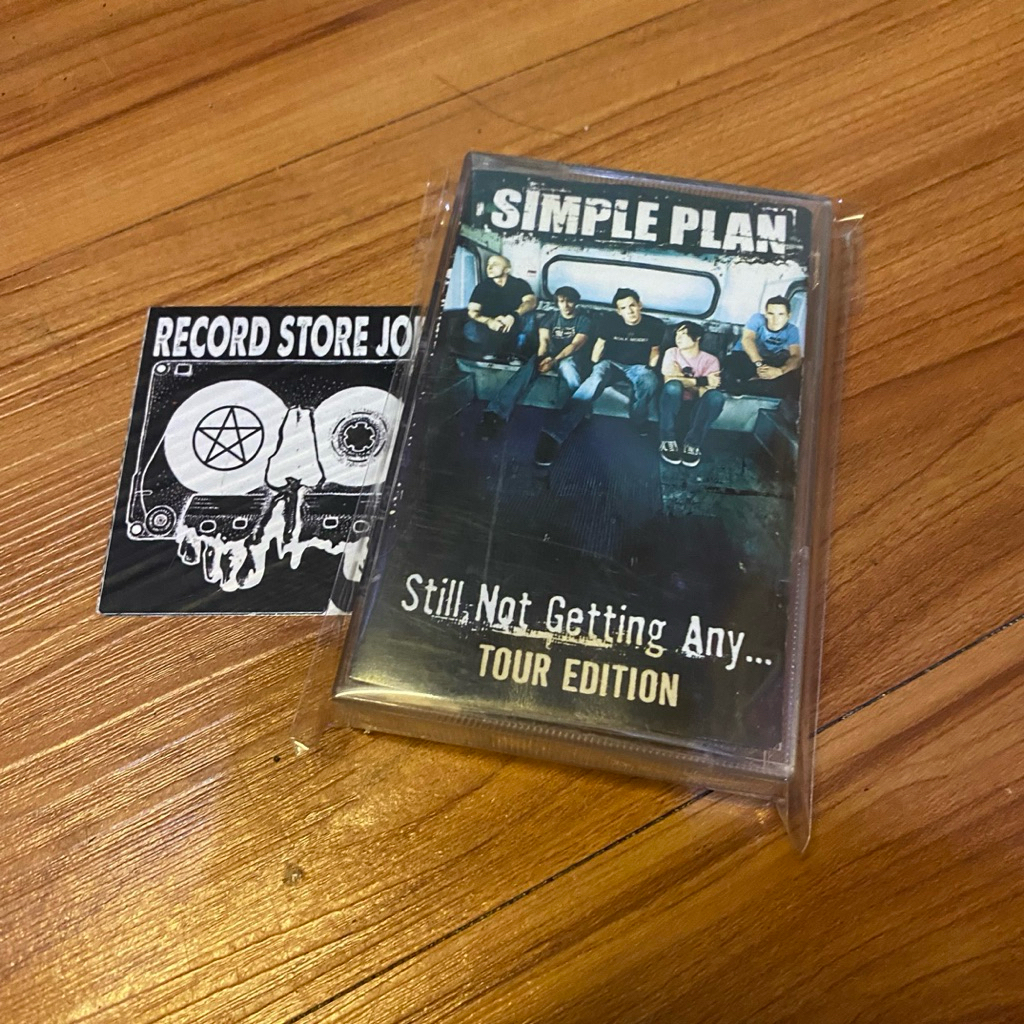 SIMPLE PLAN
Still Not Getting Any...
TOUR EDITION
RECORD STORE JO